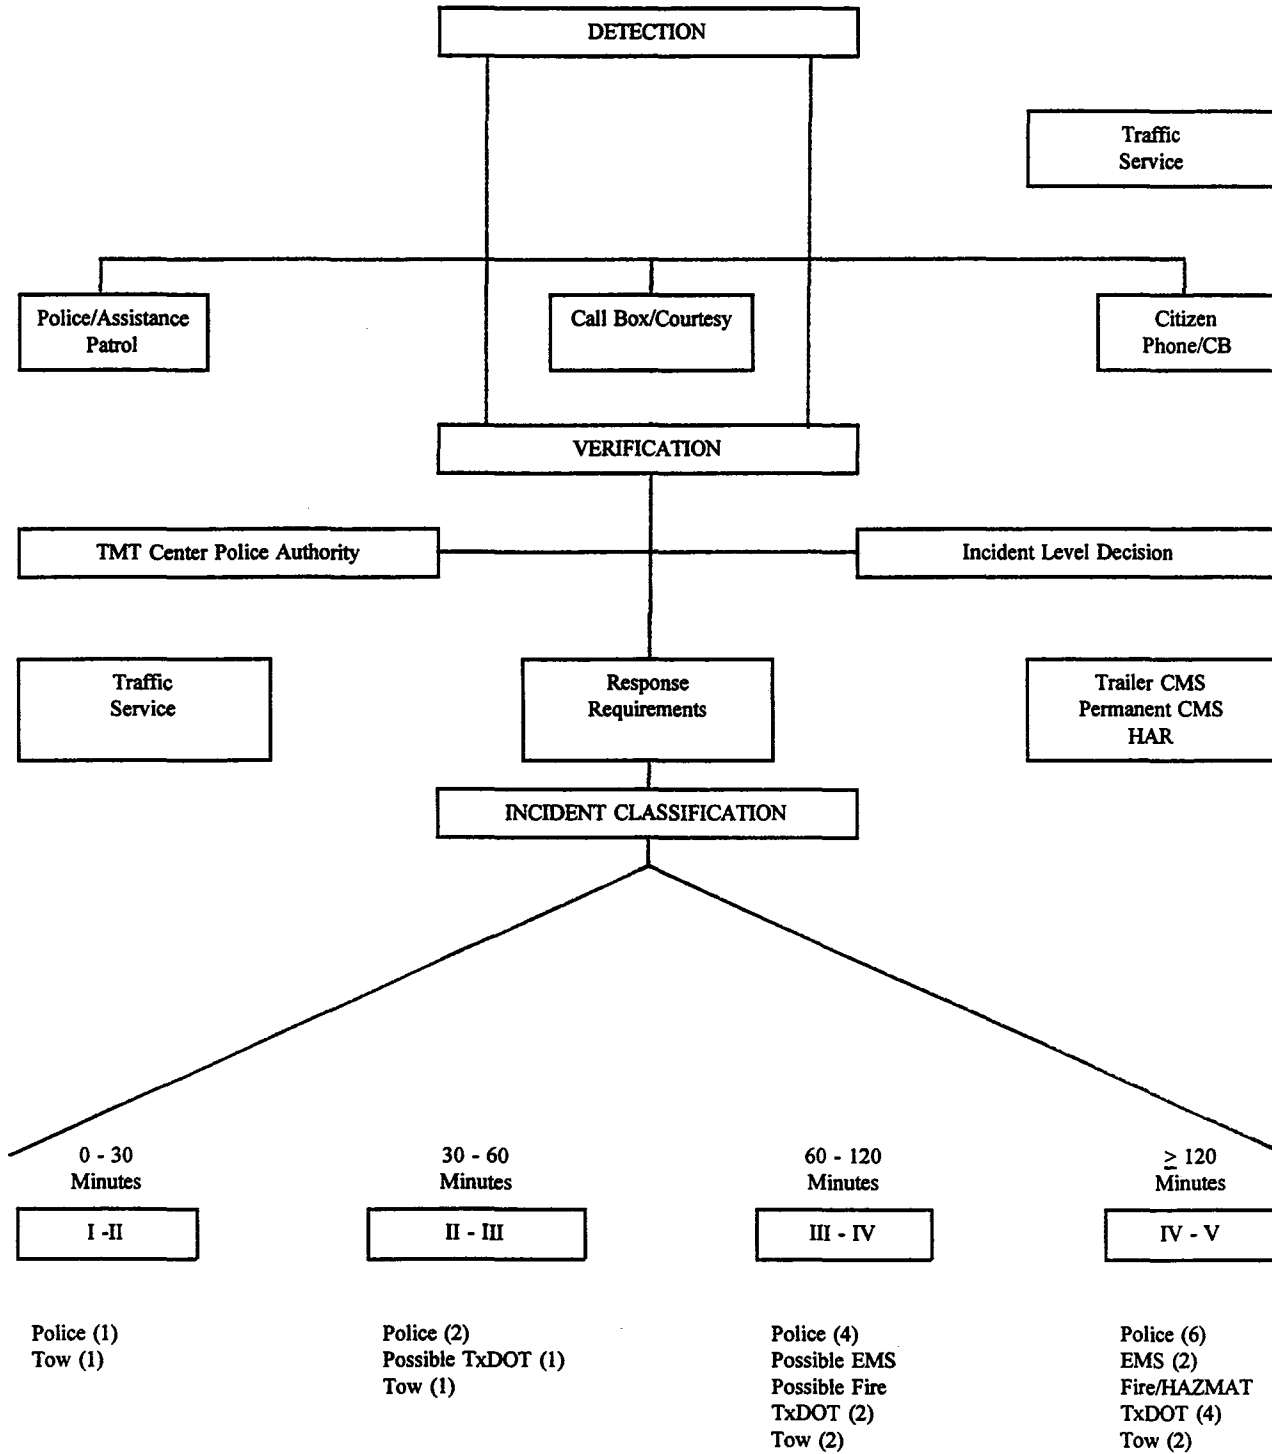 DETECTION
Traffic
Service
Police/Assistance
Patrol
Call Box/Courtesy
Citizen
Phone/CB
VERIFICATION
TMT Center Police Authority
Incident Level Decision
Traffic
Service
Response
Requirements
Trailer CMS
Permanent CMS
HAR
INCIDENT CLASSIFICATION
0 - 30
Minutes
30 - 60
Minutes
60 - 120
Minutes
≥ 120
Minutes
I -II
II - III
III - IV
IV - V
Police (1)
Tow (1)
Police (2)
Possible TxDOT (1)
Tow (1)
Police (4)
Possible EMS
Possible Fire
TxDOT (2)
Tow (2)
Police (6)
EMS (2)
Fire/HAZMAT
TxDOT (4)
Tow (2)